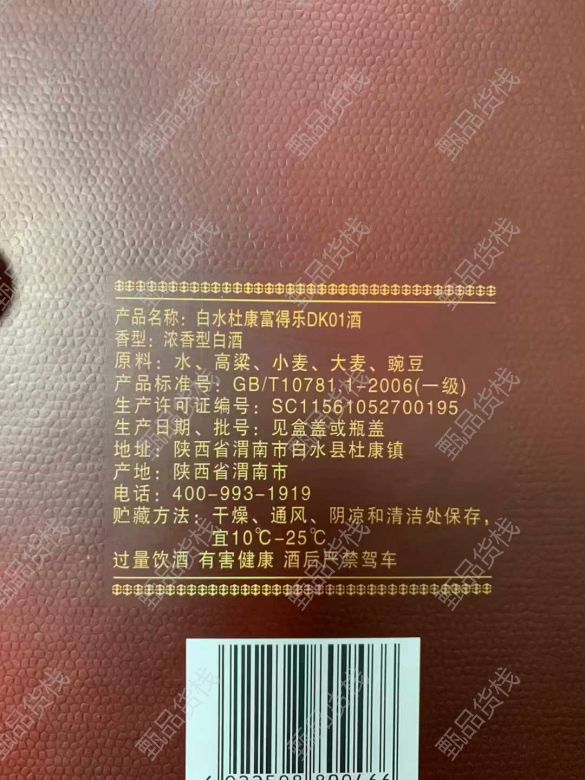 产品名称：白水杜康富得乐DK01酒
香型：浓香型白酒
原料：水、高粱、小麦、大麦、豌豆
产品标准号：GB/T10781.1-2006(一级)
生产许可证编号：SC11561052700195
生产日期、批号：见盒盖或瓶盖
地址：陕西省渭南市白水县杜康镇
产地：陕西省渭南市
电话：400-993-1919
贮藏方法：干燥、通风、阴凉和清洁处保存，
宜10℃-25℃
过量饮酒 有害健康 酒后严禁驾车
甄品货栈